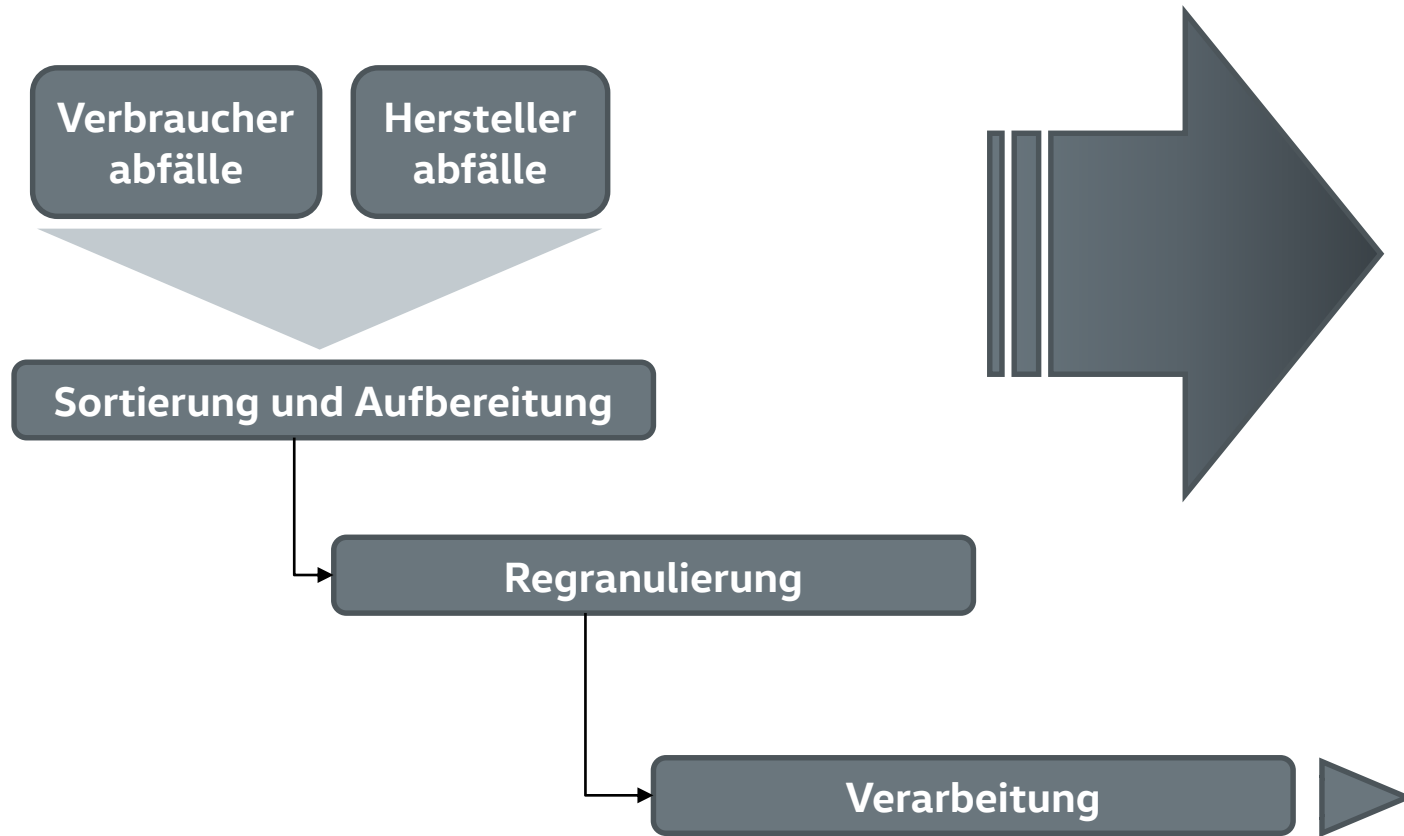 Verbraucher
abfälle
Hersteller
abfälle
Sortierung und Aufbereitung
Regranulierung
Verarbeitung